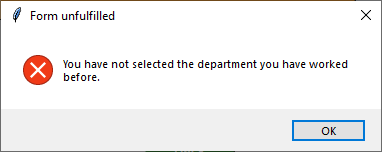 Form unfulfilled
You have not selected the department you have worked
before.
OK